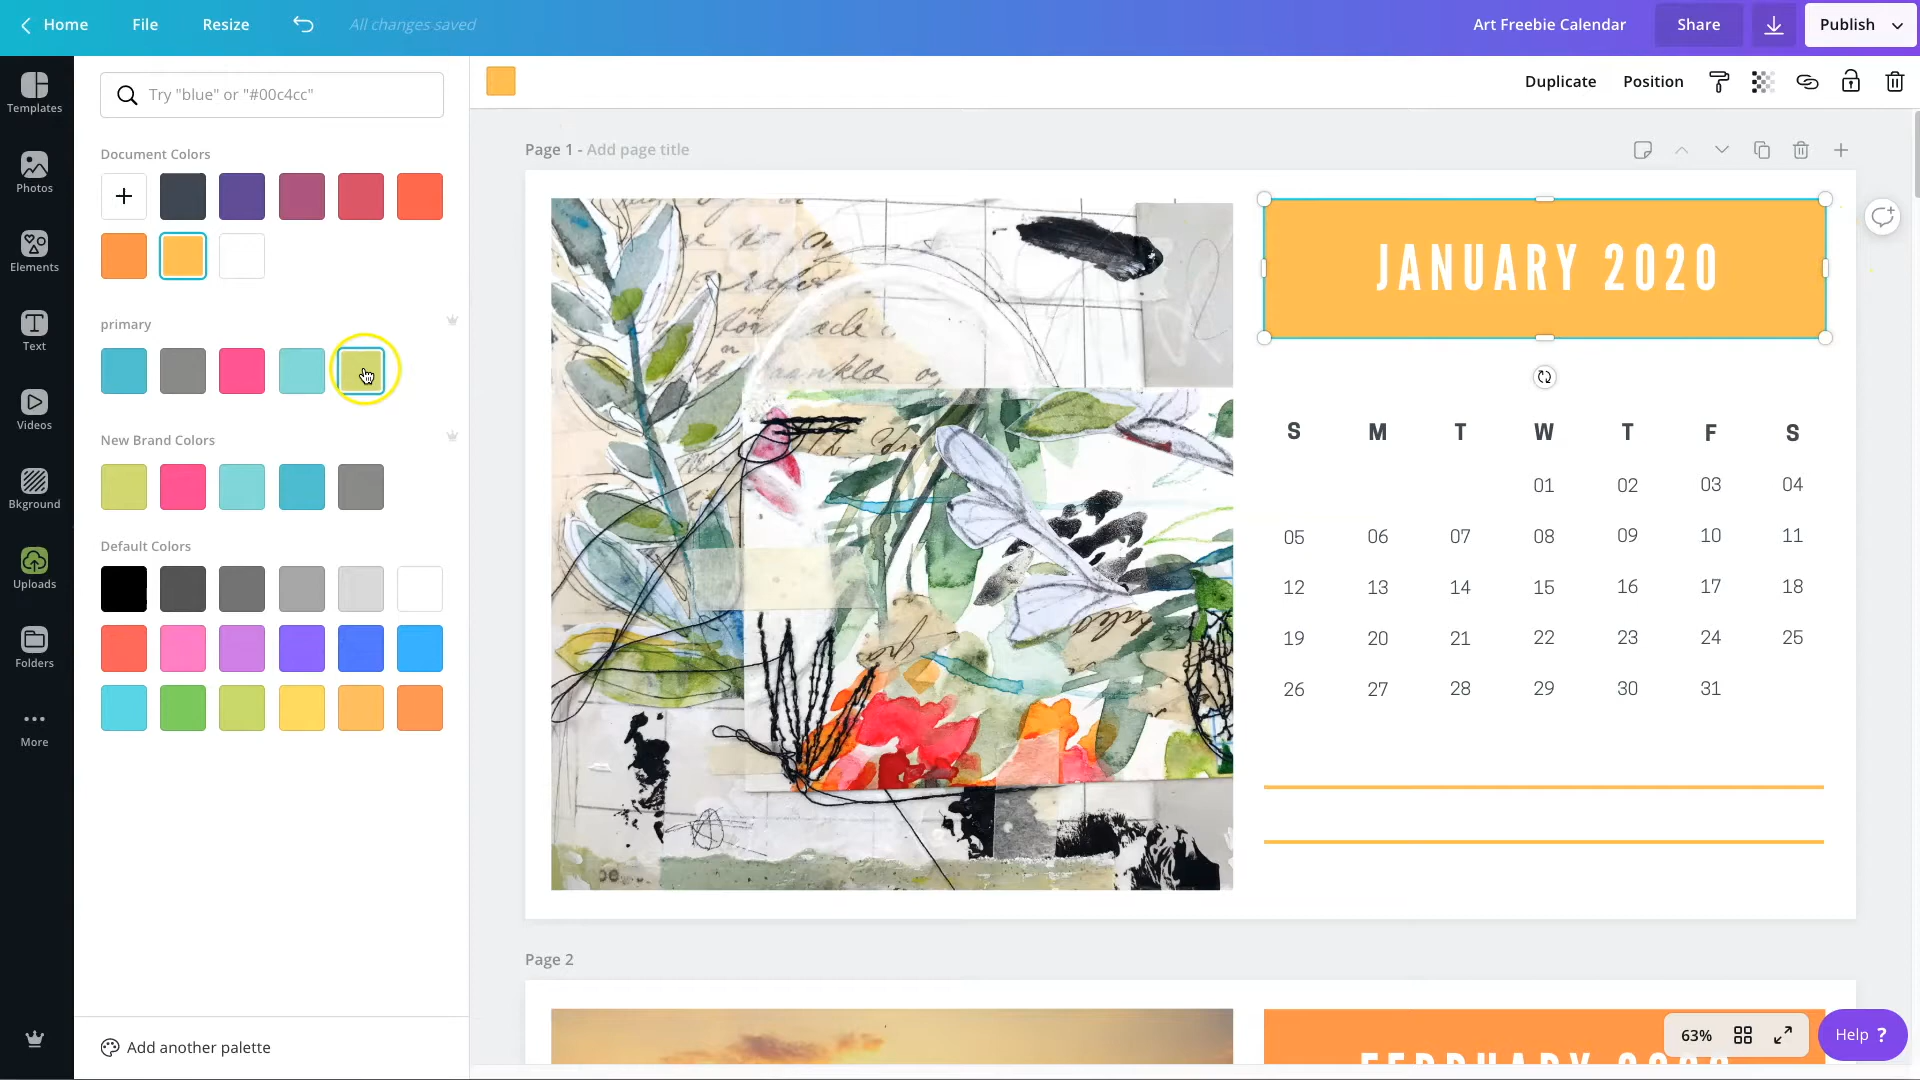 Home File Resize All changes saved Art Freebie Calendar Share Publish
Try "blue" or "#00c4cc"
Duplicate Position
Templates
Photos
Elements
Text
Videos
Bkground
Uploads
Folders
More
Document Colors
primary
New Brand Colors
Default Colors
Add another palette
Page 1 - Add page title
JANUARY 2020
S M T W T F S
01 02 03 04
05 06 07 08 09 10 11
12 13 14 15 16 17 18
19 20 21 22 23 24 25
26 27 28 29 30 31
Page 2
63%
Help ?